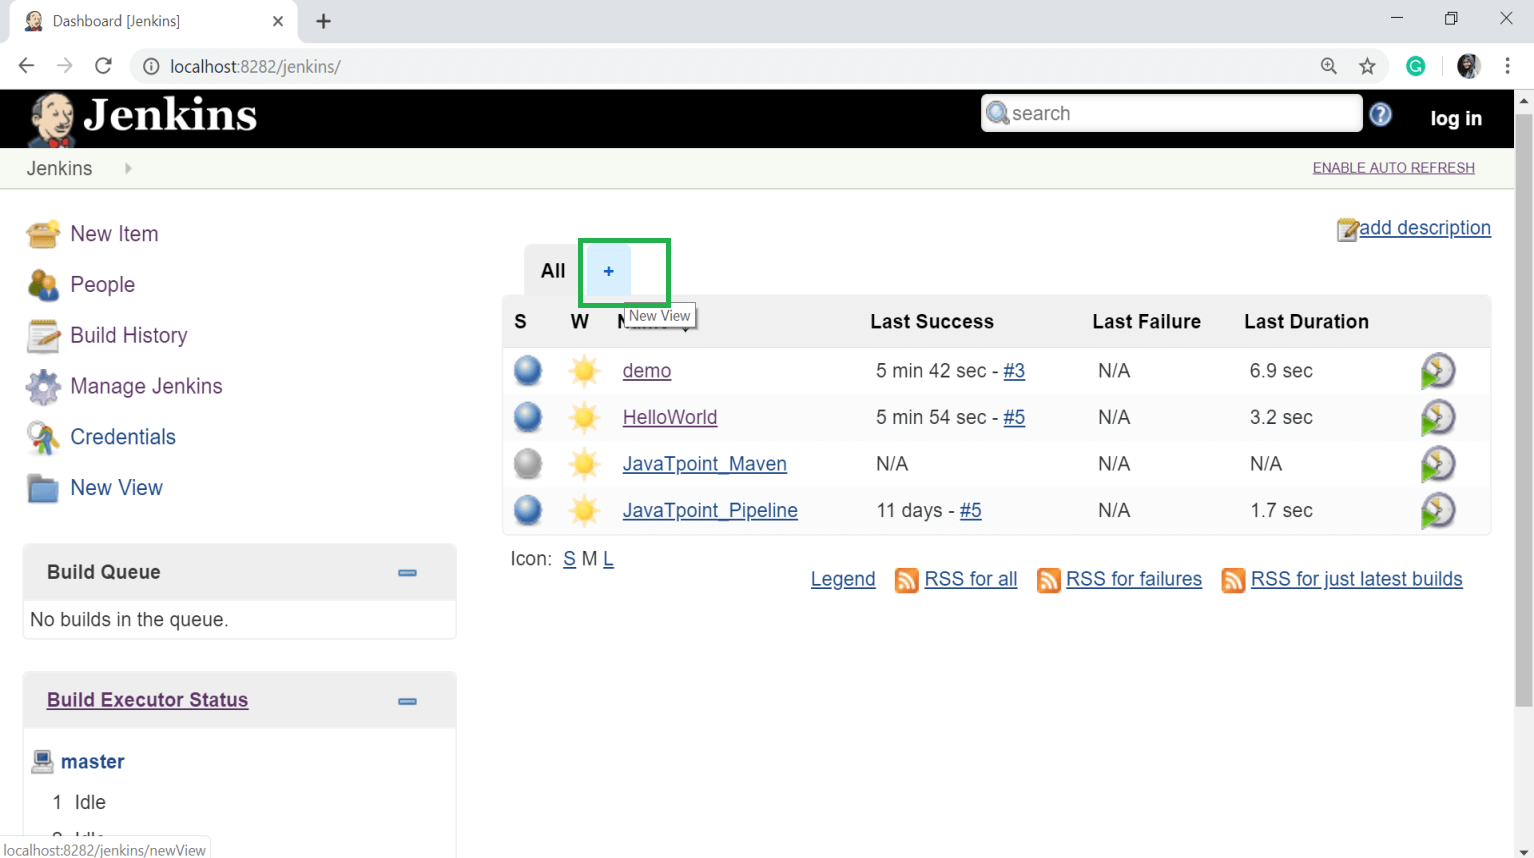 Dashboard [Jenkins]
localhost:8282/jenkins/
Jenkins
search
log in
Jenkins
ENABLE AUTO REFRESH
New Item
People
Build History
Manage Jenkins
Credentials
New View
add description
All +
New View
S W Last Success Last Failure Last Duration
demo 5 min 42 sec - #3 N/A 6.9 sec
HelloWorld 5 min 54 sec - #5 N/A 3.2 sec
JavaTpoint_Maven N/A N/A N/A
JavaTpoint_Pipeline 11 days - #5 N/A 1.7 sec
Icon: S M L
Legend RSS for all RSS for failures RSS for just latest builds
Build Queue
No builds in the queue.
Build Executor Status
master
1 Idle
localhost:8282/jenkins/newView